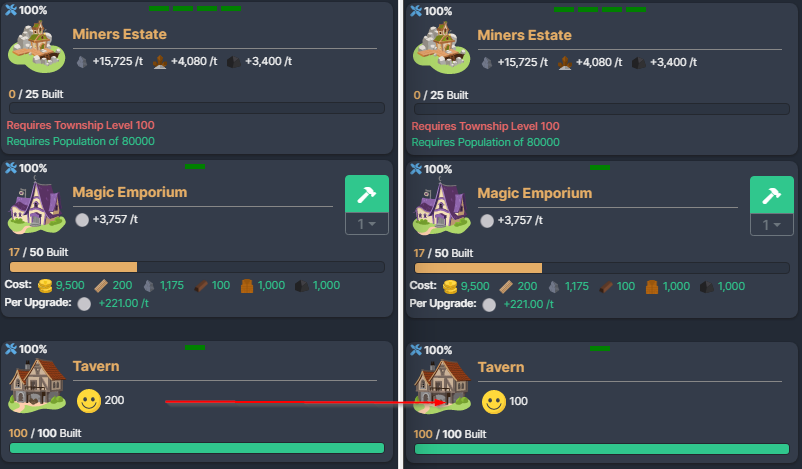 100%
Miners Estate
+15,725 /t +4,080 /t +3,400 /t
0 / 25 Built
Requires Township Level 100
Requires Population of 80000
100%
Magic Emporium
+3,757 /t
1
17 / 50 Built
Cost: 9,500 200 1,175 100 1,000 1,000
Per Upgrade: +221.00 /t
100%
Tavern
200
100 / 100 Built
100%
Miners Estate
+15,725 /t +4,080 /t +3,400 /t
0 / 25 Built
Requires Township Level 100
Requires Population of 80000
100%
Magic Emporium
+3,757 /t
1
17 / 50 Built
Cost: 9,500 200 1,175 100 1,000 1,000
Per Upgrade: +221.00 /t
100%
Tavern
100
100 / 100 Built